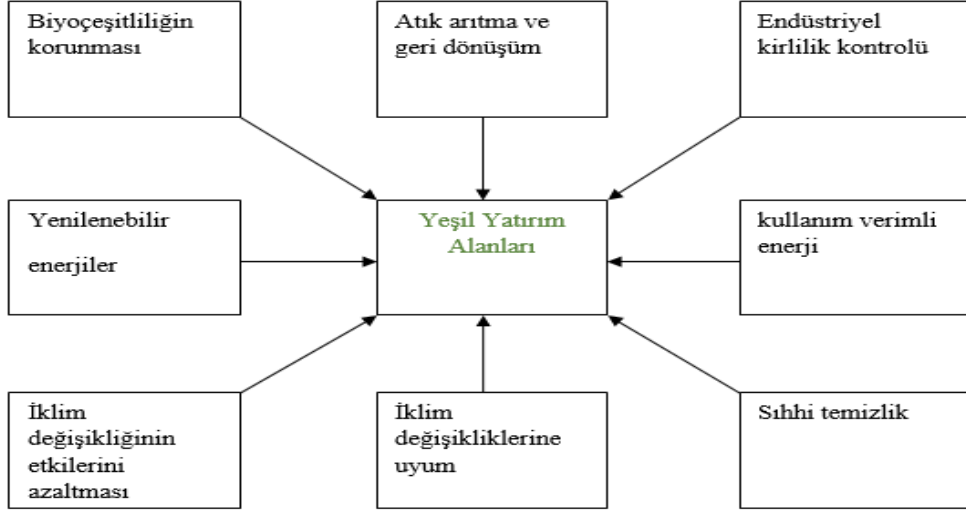 Biyoçeşitliliğin
korunması
Atık arıtma ve
geri dönüşüm
Endüstriyel
kirlilik kontrolü
Yenilenebilir
enerjiler
Yeşil Yatırım
Alanları
kullanım verimli
enerji
İklim
değişikliğinin
etkilerini
azaltması
İklim
değişikliklerine
uyum
Sıhhi temizlik